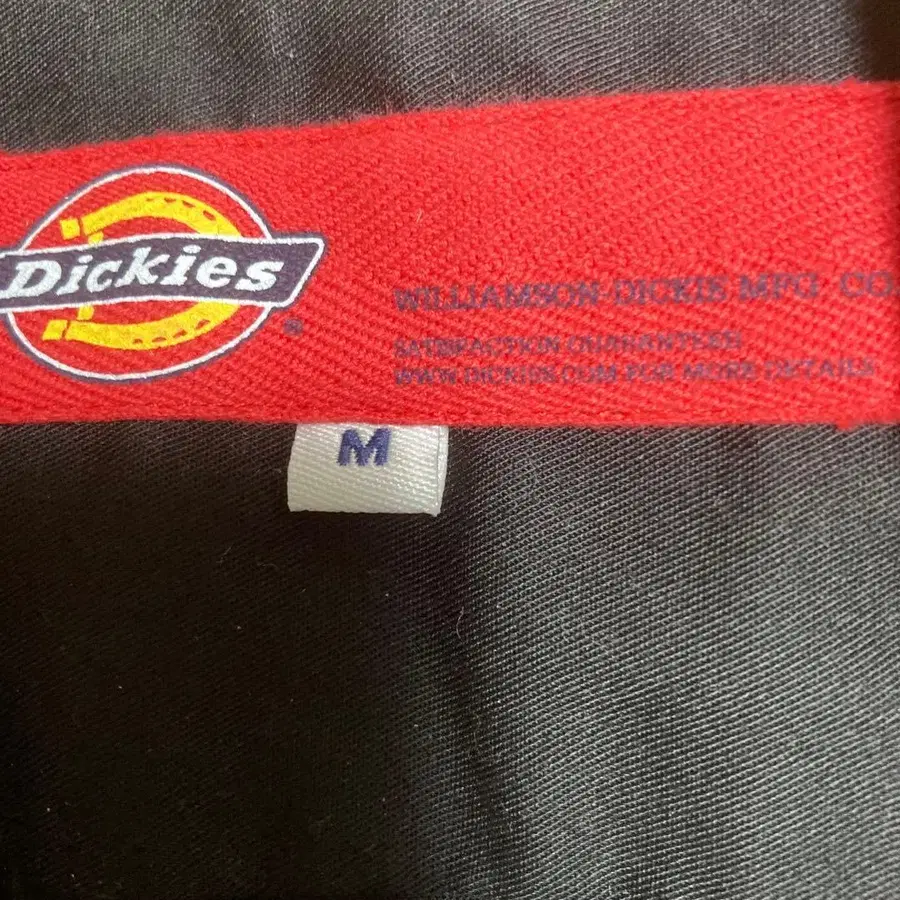 Dickies
®
WILLIAMSON-DICKIE MFG CO.
SATISFACTION GUARANTEED
WWW.DICKIES.COM FOR MORE DETAILS
M